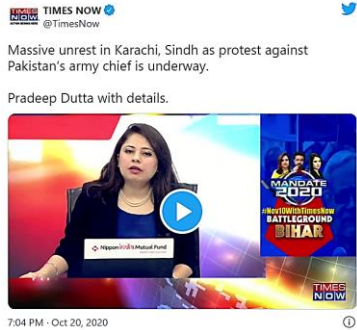 TIMES NOW
TIMES NOW
@TimesNow
Massive unrest in Karachi, Sindh as protest against
Pakistan's army chief is underway.
Pradeep Dutta with details.
MANDATE
2020
#Nov10WithTimesNow
BATTLEGROUND
BIHAR
Nippon India Mutual Fund
TIMES
NOW
7:04 PM · Oct 20, 2020